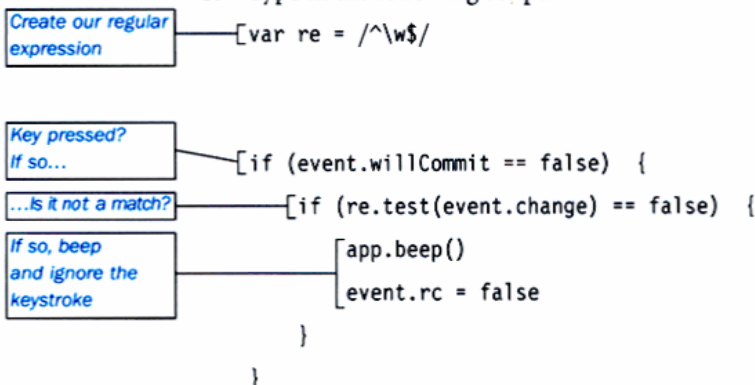 Create our regular
expression
var re = /^\w$/
Key pressed?
If so...
if (event.willCommit == false) {
...Is it not a match?
if (re.test(event.change) == false) {
If so, beep
and ignore the
keystroke
app.beep()
event.rc = false
}
}